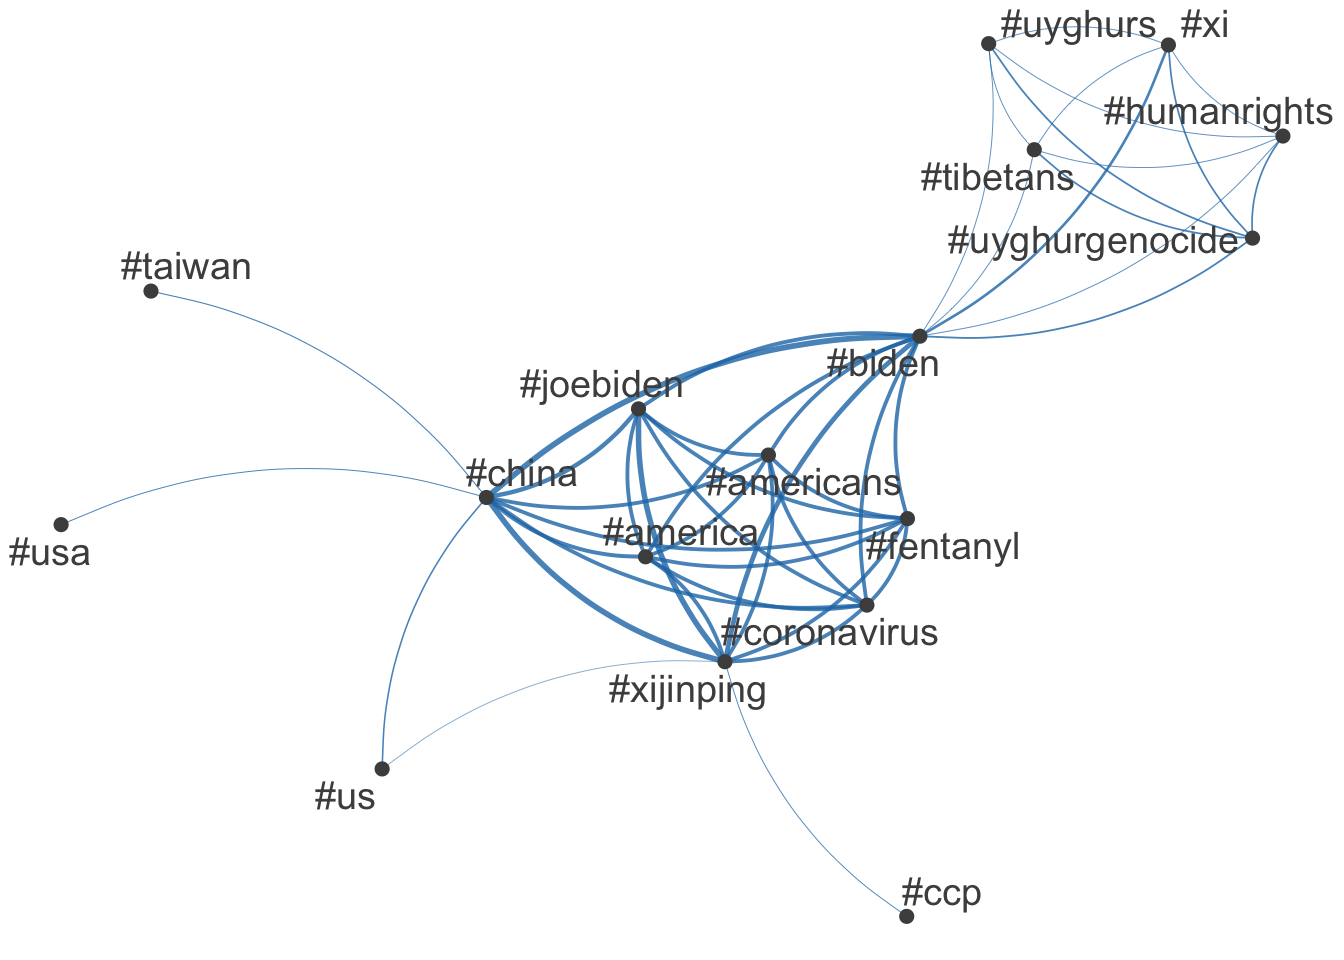 #uyghurs
#xi
#humanrights
#tibetans
#uyghurgenocide
#taiwan
#biden
#joebiden
#china
#americans
#america
#fentanyl
#usa
#coronavirus
#xijinping
#us
#ccp